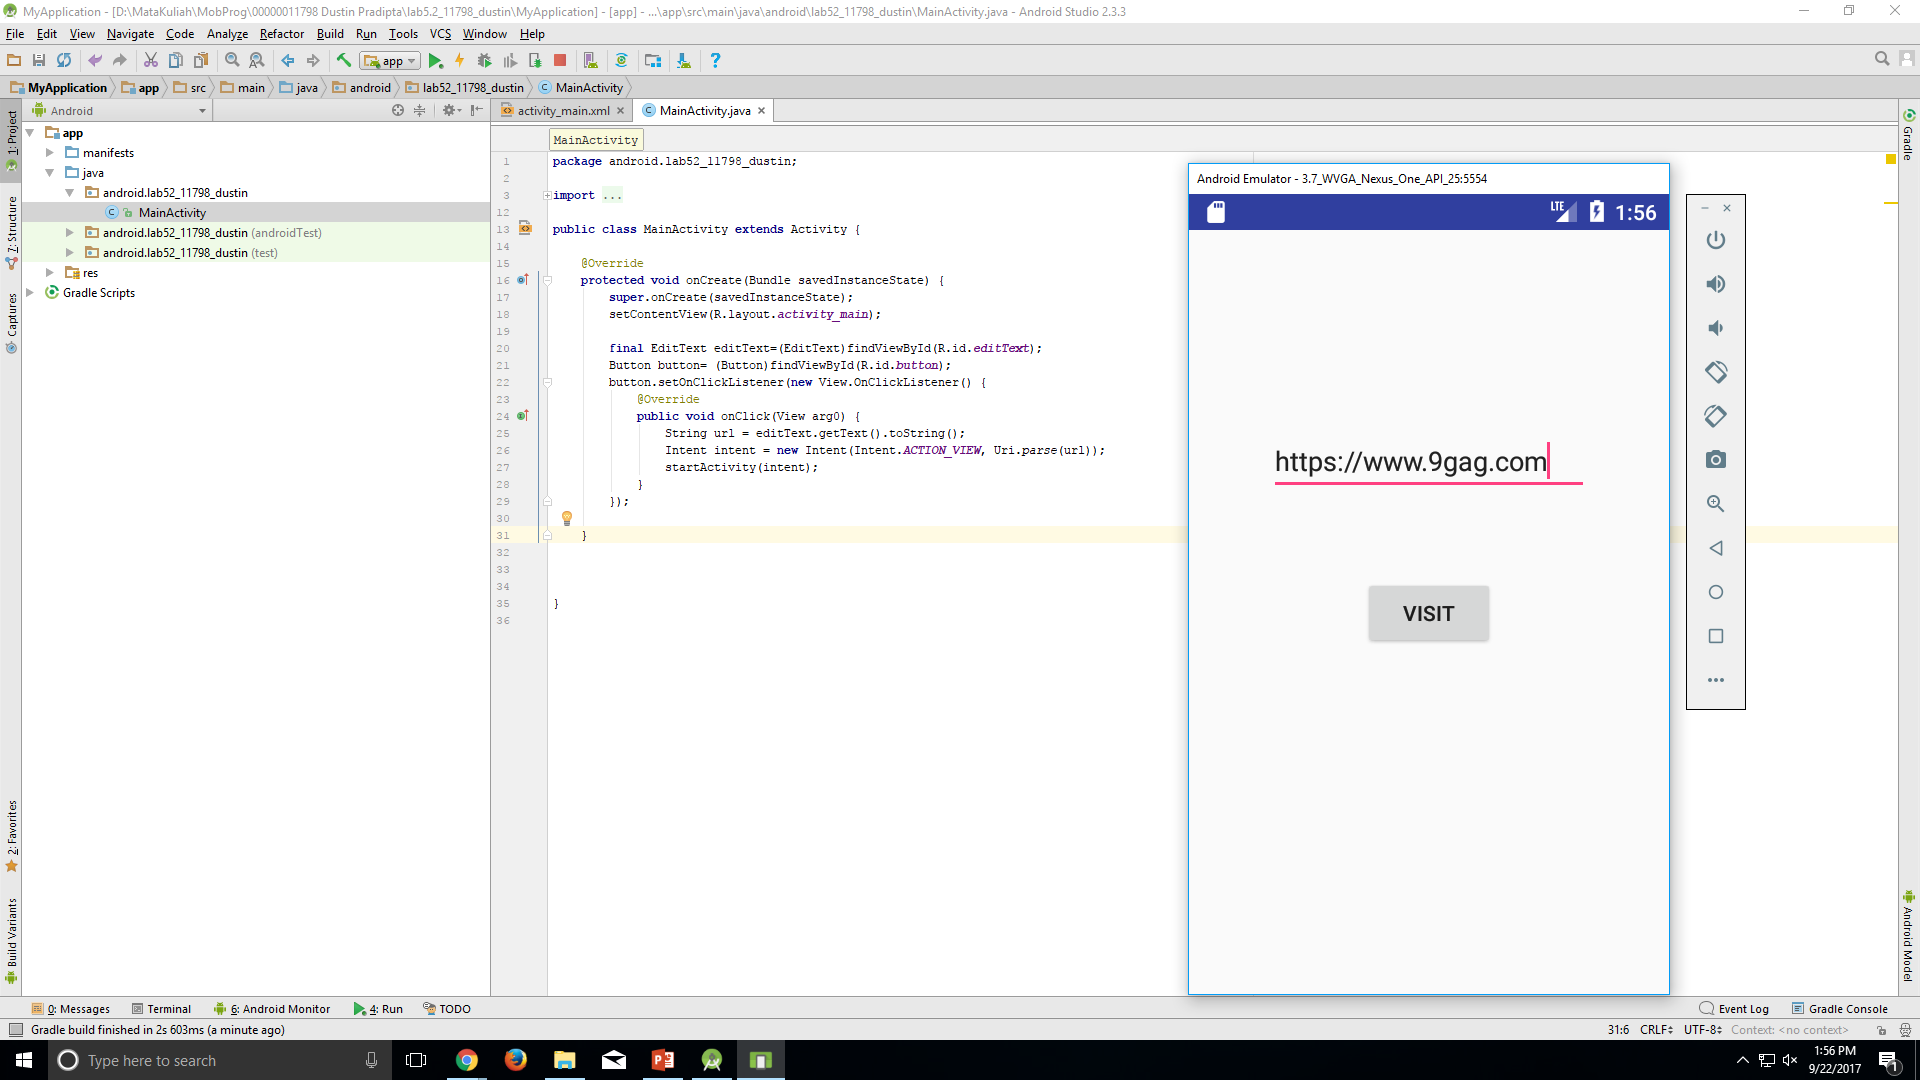 MyApplication - [D:\MataKuliah\MobProg\00000011798 Dustin Pradipta\lab5.2_11798_dustin\MyApplication] - [app] - ...\app\src\main\java\android\lab52_11798_dustin\MainActivity.java - Android Studio 2.3.3
File Edit View Navigate Code Analyze Refactor Build Run Tools VCS Window Help
app
MyApplication app src main java android lab52_11798_dustin MainActivity
Android
activity_main.xml MainActivity.java
1: Project
7: Structure
Captures
2: Favorites
Build Variants
app
manifests
java
android.lab52_11798_dustin
MainActivity
android.lab52_11798_dustin (androidTest)
android.lab52_11798_dustin (test)
res
Gradle Scripts
MainActivity
1 package android.lab52_11798_dustin;
2
3 import ...
12
13 public class MainActivity extends Activity {
14
15 @Override
16 protected void onCreate(Bundle savedInstanceState) {
17 super.onCreate(savedInstanceState);
18 setContentView(R.layout.activity_main);
19
20 final EditText editText=(EditText)findViewById(R.id.editText);
21 Button button= (Button)findViewById(R.id.button);
22 button.setOnClickListener(new View.OnClickListener() {
23 @Override
24 public void onClick(View arg0) {
25 String url = editText.getText().toString();
26 Intent intent = new Intent(Intent.ACTION_VIEW, Uri.parse(url));
27 startActivity(intent);
28 }
29 });
30
31 }
32
33
34
35 }
36
Android Emulator - 3.7_WVGA_Nexus_One_API_25:5554
LTE 1:56
https://www.9gag.com
VISIT
Gradle
Android Model
0: Messages Terminal 6: Android Monitor 4: Run TODO Event Log Gradle Console
Gradle build finished in 2s 603ms (a minute ago) 31:6 CRLF UTF-8 Context: <no context>
Type here to search
1:56 PM
9/22/2017
1